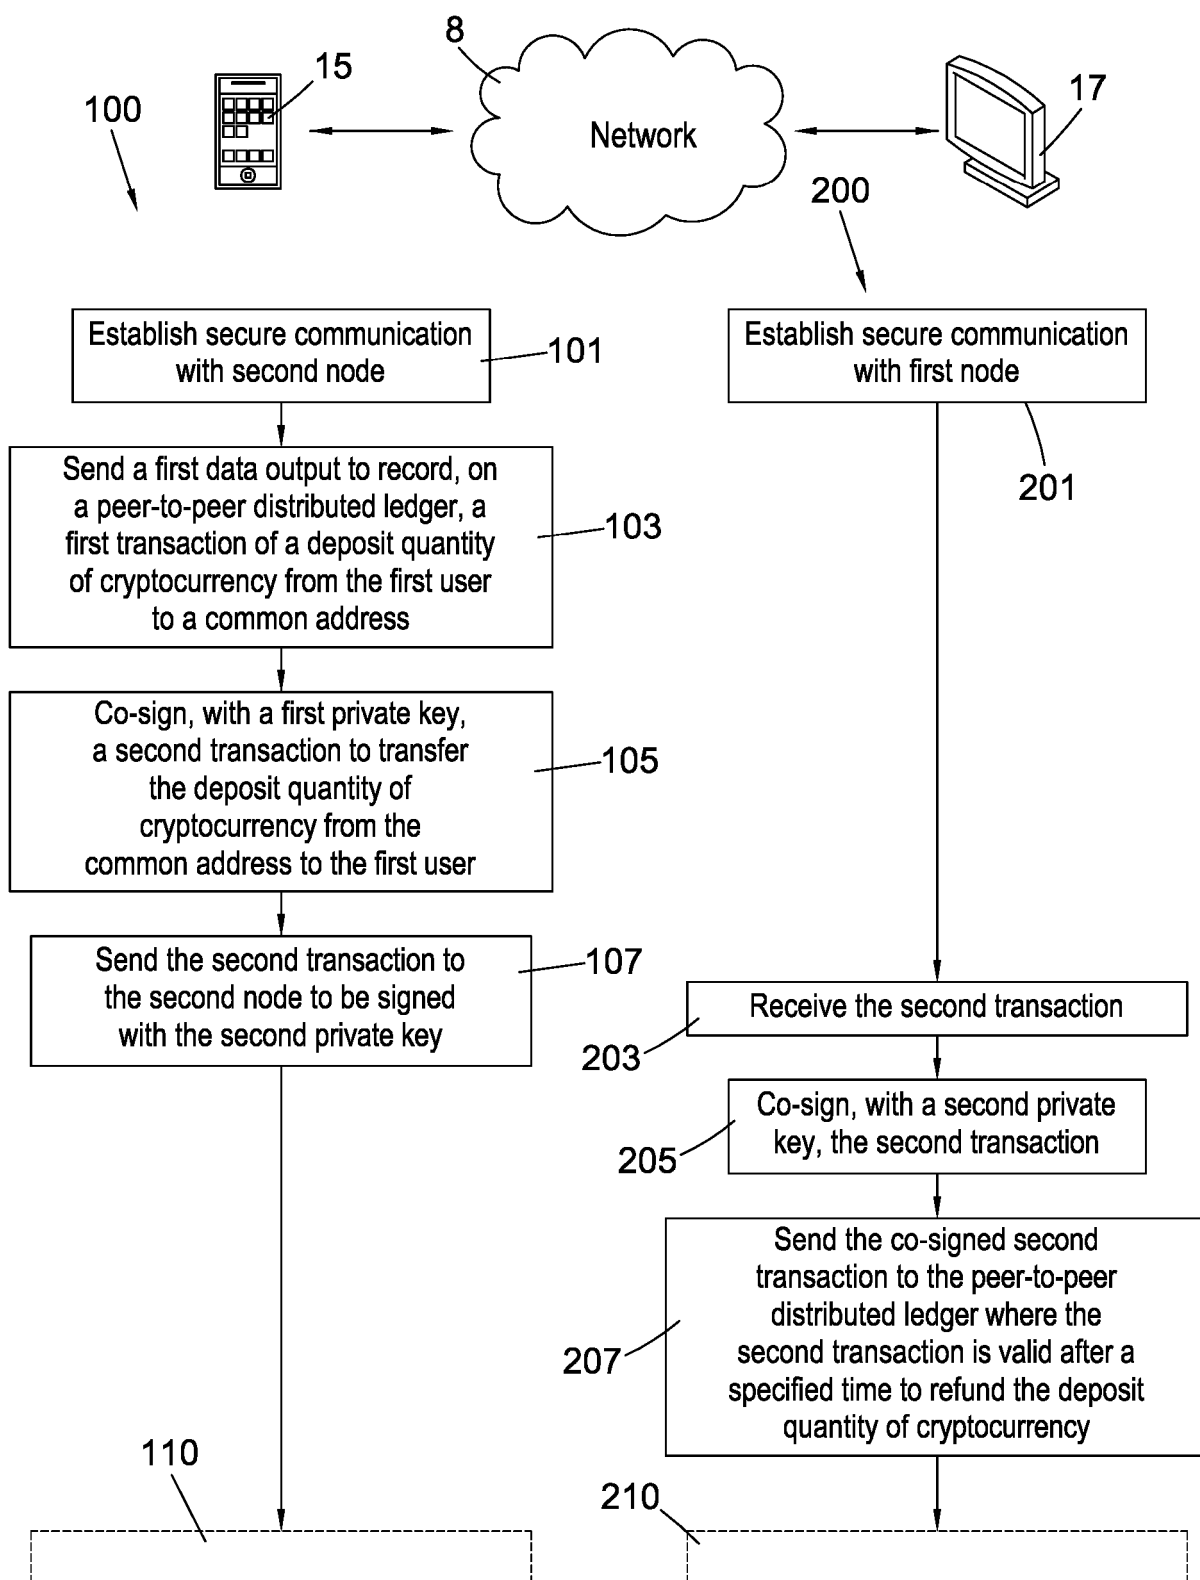 8
15
100
Network
17
200
Establish secure communication
with second node
101
Establish secure communication
with first node
201
Send a first data output to record, on
a peer-to-peer distributed ledger, a
first transaction of a deposit quantity
of cryptocurrency from the first user
to a common address
103
Co-sign, with a first private key,
a second transaction to transfer
the deposit quantity of
cryptocurrency from the
common address to the first user
105
Send the second transaction to
the second node to be signed
with the second private key
107
Receive the second transaction
203
Co-sign, with a second private
key, the second transaction
205
Send the co-signed second
transaction to the peer-to-peer
distributed ledger where the
second transaction is valid after a
specified time to refund the deposit
quantity of cryptocurrency
207
110
210